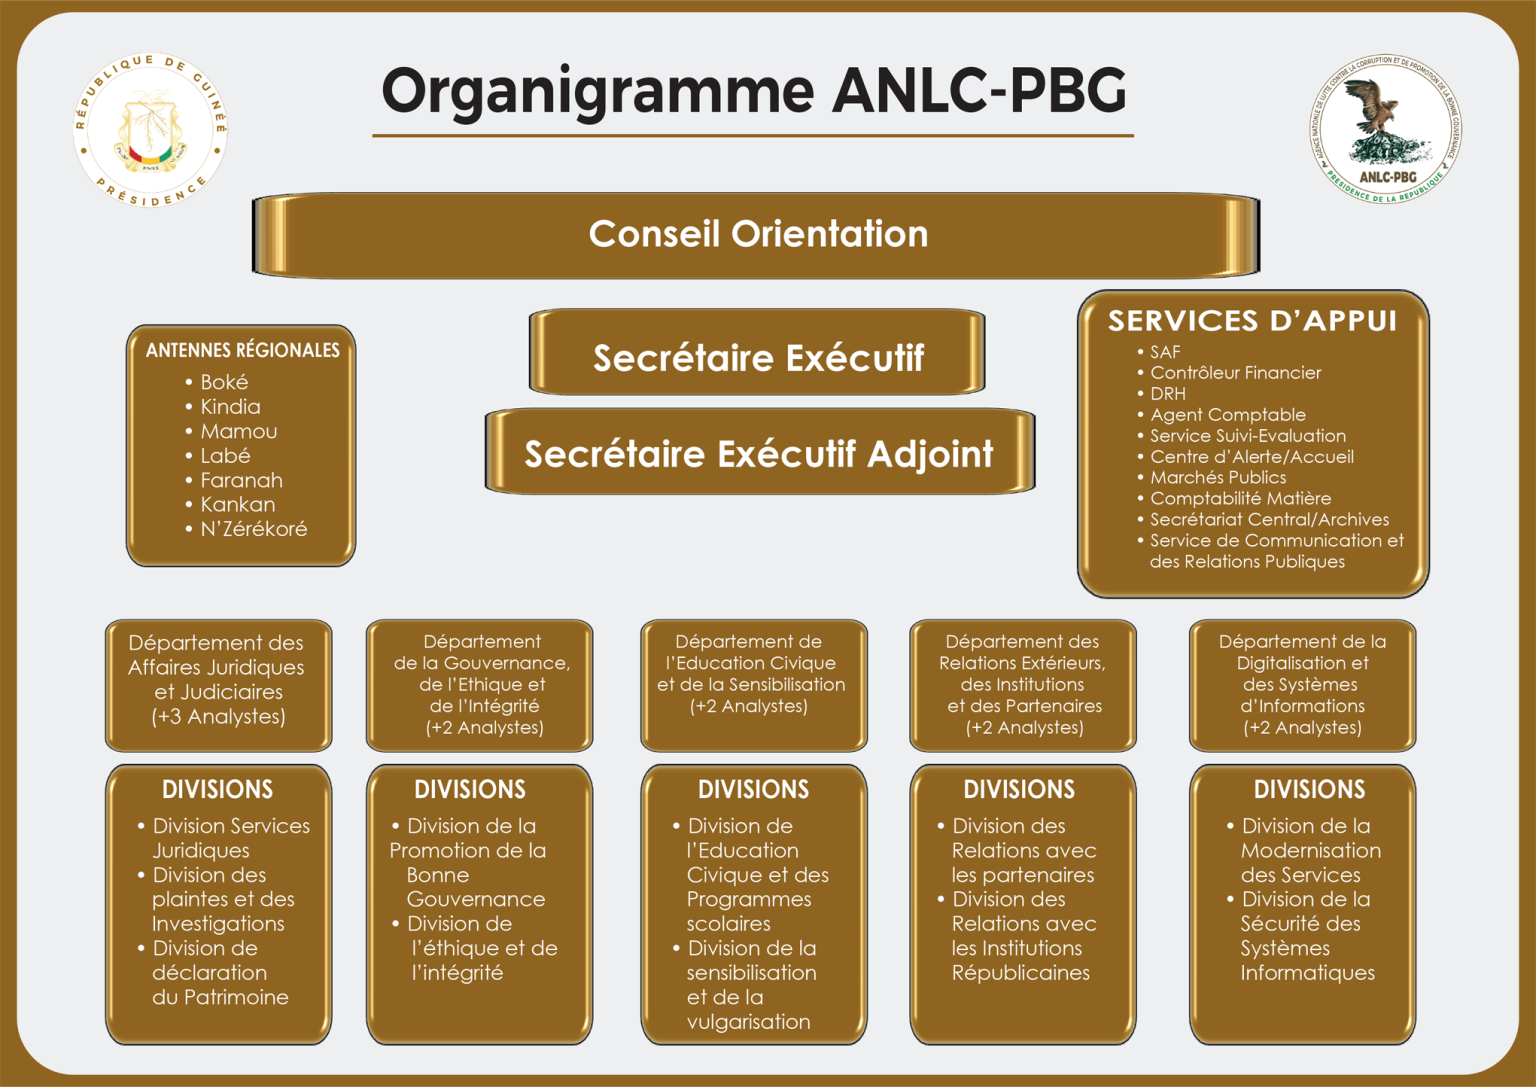 RÉPUBLIQUE DE GUINÉE
PRÉSIDENCE
Organigramme ANLC-PBG
AGENCE NATIONALE DE LUTTE CONTRE LA CORRUPTION ET DE PROMOTION DE LA BONNE GOUVERNANCE
ANLC-PBG
PRESIDENCE DE LA REPUBLIQUE
Conseil Orientation
Secrétaire Exécutif
Secrétaire Exécutif Adjoint
ANTENNES RÉGIONALES
• Boké
• Kindia
• Mamou
• Labé
• Faranah
• Kankan
• N’Zérékoré
SERVICES D’APPUI
• SAF
• Contrôleur Financier
• DRH
• Agent Comptable
• Service Suivi-Evaluation
• Centre d’Alerte/Accueil
• Marchés Publics
• Comptabilité Matière
• Secrétariat Central/Archives
• Service de Communication et
des Relations Publiques
Département des
Affaires Juridiques
et Judiciaires
(+3 Analystes)
Département
de la Gouvernance,
de l’Ethique et
de l’Intégrité
(+2 Analystes)
Département de
l’Education Civique
et de la Sensibilisation
(+2 Analystes)
Département des
Relations Extérieurs,
des Institutions
et des Partenaires
(+2 Analystes)
Département de la
Digitalisation et
des Systèmes
d’Informations
(+2 Analystes)
DIVISIONS
• Division Services
Juridiques
• Division des
plaintes et des
Investigations
• Division de
déclaration
du Patrimoine
DIVISIONS
• Division de la
Promotion de la
Bonne
Gouvernance
• Division de
l’éthique et de
l’intégrité
DIVISIONS
• Division de
l’Education
Civique et des
Programmes
scolaires
• Division de la
sensibilisation
et de la
vulgarisation
DIVISIONS
• Division des
Relations avec
les partenaires
• Division des
Relations avec
les Institutions
Républicaines
DIVISIONS
• Division de la
Modernisation
des Services
• Division de la
Sécurité des
Systèmes
Informatiques